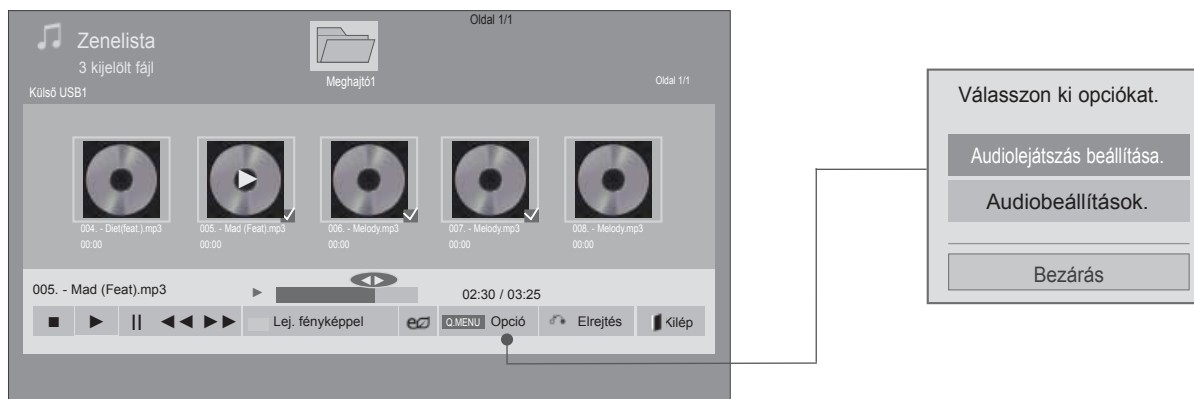 Oldal 1/1
Zenelista
3 kijelölt fájl
Meghajtó1
Oldal 1/1
Külső USB1
004. - Diet(feat.).mp3
00:00
005. - Mad (Feat).mp3
00:00
006. - Melody.mp3
00:00
007. - Melody.mp3
00:00
008. - Melody.mp3
00:00
005. - Mad (Feat).mp3
02:30 / 03:25
Lej. fényképpel
Q.MENU Opció
Elrejtés
Kilép
Válasszon ki opciókat.
Audiolejátszás beállítása.
Audiobeállítások.
Bezárás